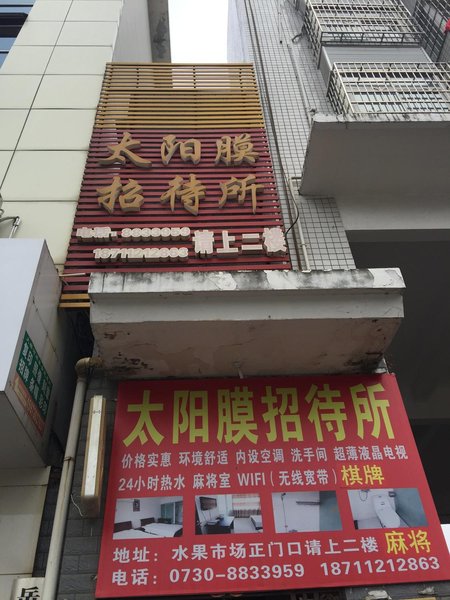 太阳膜
招待所
请上二楼
太阳膜招待所
价格实惠 环境舒适 内设空调 洗手间 超薄液晶电视
24小时热水 麻将室 WIFI(无线宽带) 棋牌
地址：水果市场正门口请上二楼 麻将
电话：0730-8833959 18711212863
岳